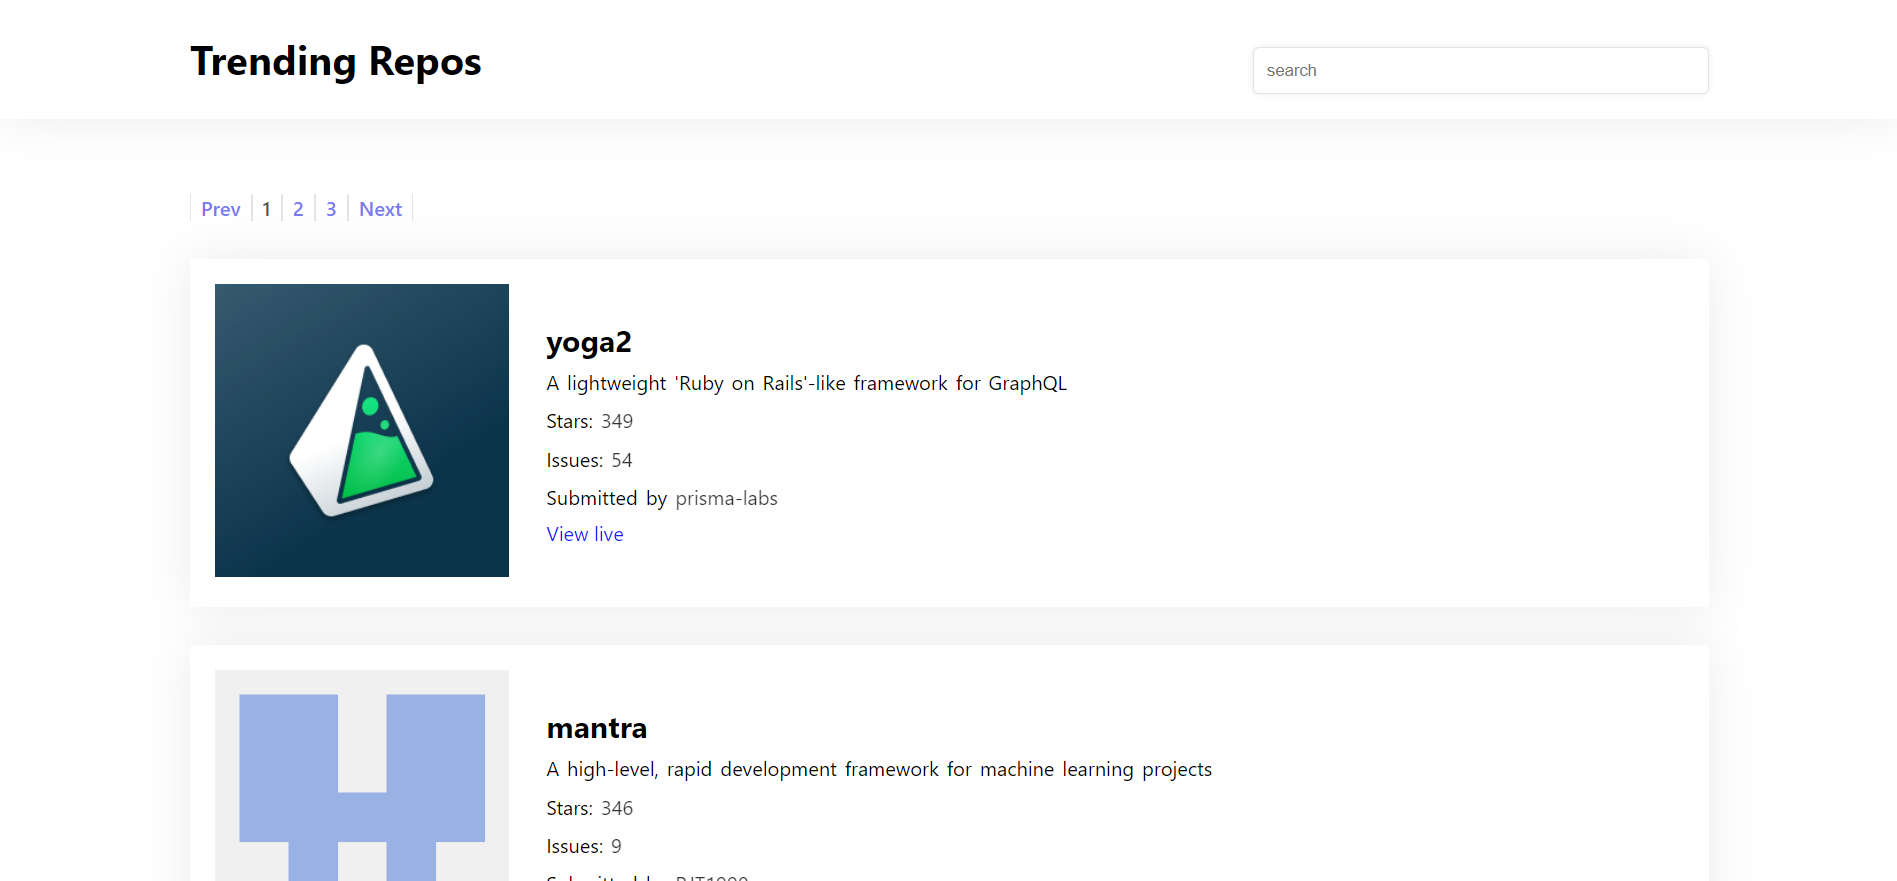 Trending Repos
search
Prev 1 2 3 Next
yoga2
A lightweight 'Ruby on Rails'-like framework for GraphQL
Stars: 349
Issues: 54
Submitted by prisma-labs
View live
mantra
A high-level, rapid development framework for machine learning projects
Stars: 346
Issues: 9
Submitted by